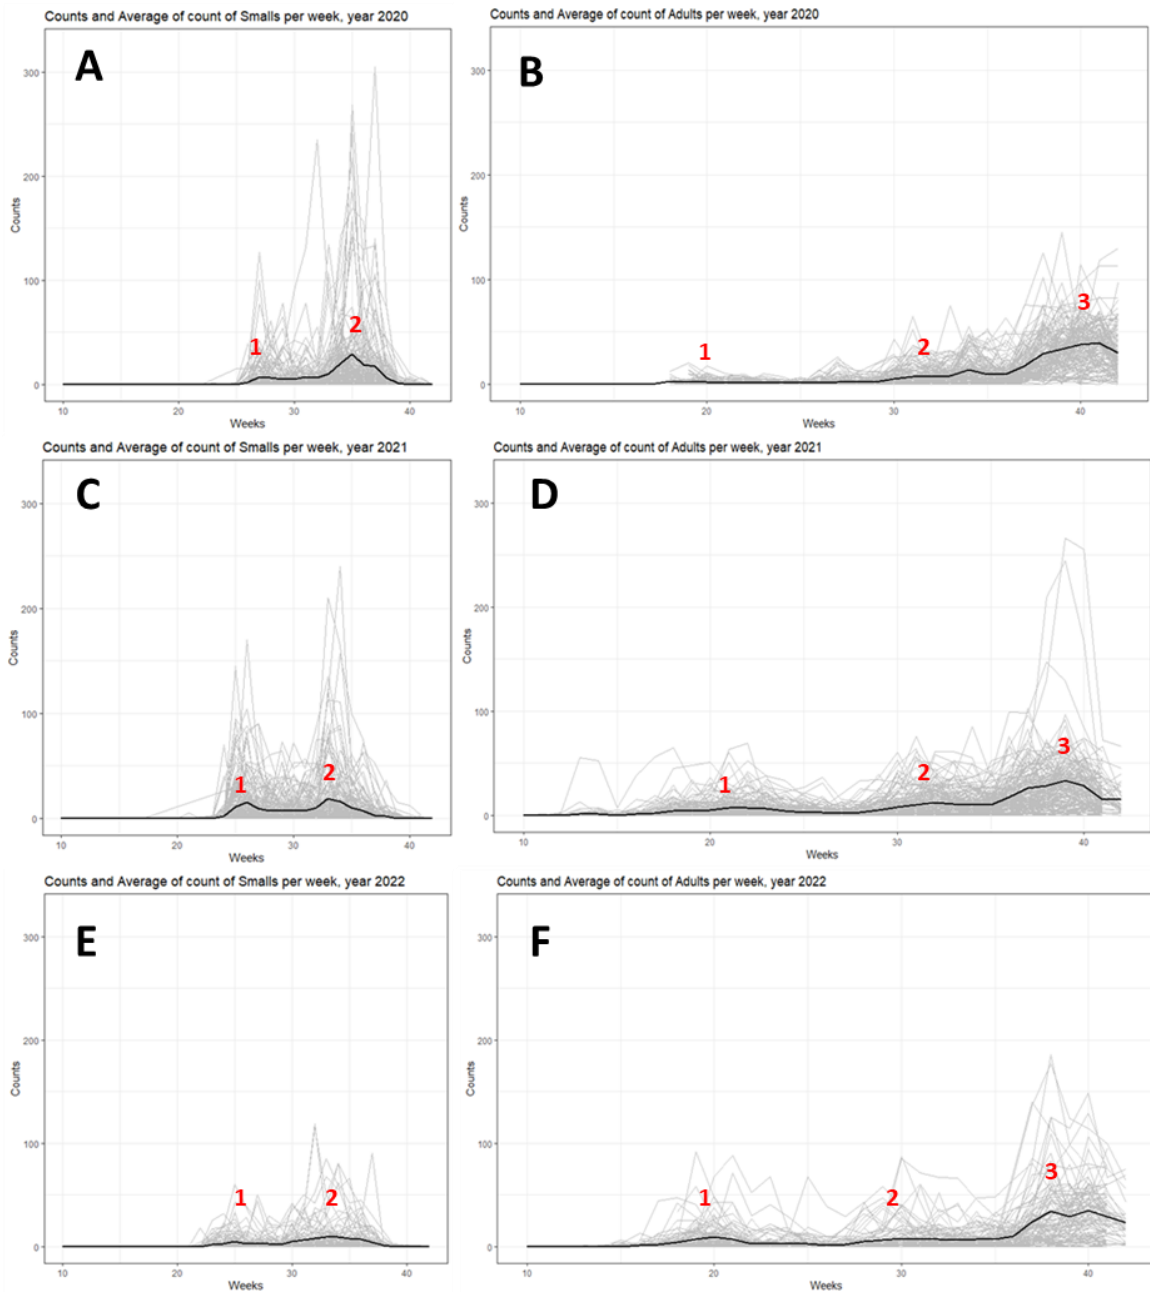 Counts and Average of count of Smalls per week, year 2020
A
300
200
100
0
Counts
1
2
10
20
30
40
Weeks
Counts and Average of count of Adults per week, year 2020
B
300
200
100
0
Counts
1
2
3
10
20
30
40
Weeks
Counts and Average of count of Smalls per week, year 2021
C
300
200
100
0
Counts
1
2
10
20
30
40
Weeks
Counts and Average of count of Adults per week, year 2021
D
300
200
100
0
Counts
1
2
3
10
20
30
40
Weeks
Counts and Average of count of Smalls per week, year 2022
E
300
200
100
0
Counts
1
2
10
20
30
40
Weeks
Counts and Average of count of Adults per week, year 2022
F
300
200
100
0
Counts
1
2
3
10
20
30
40
Weeks